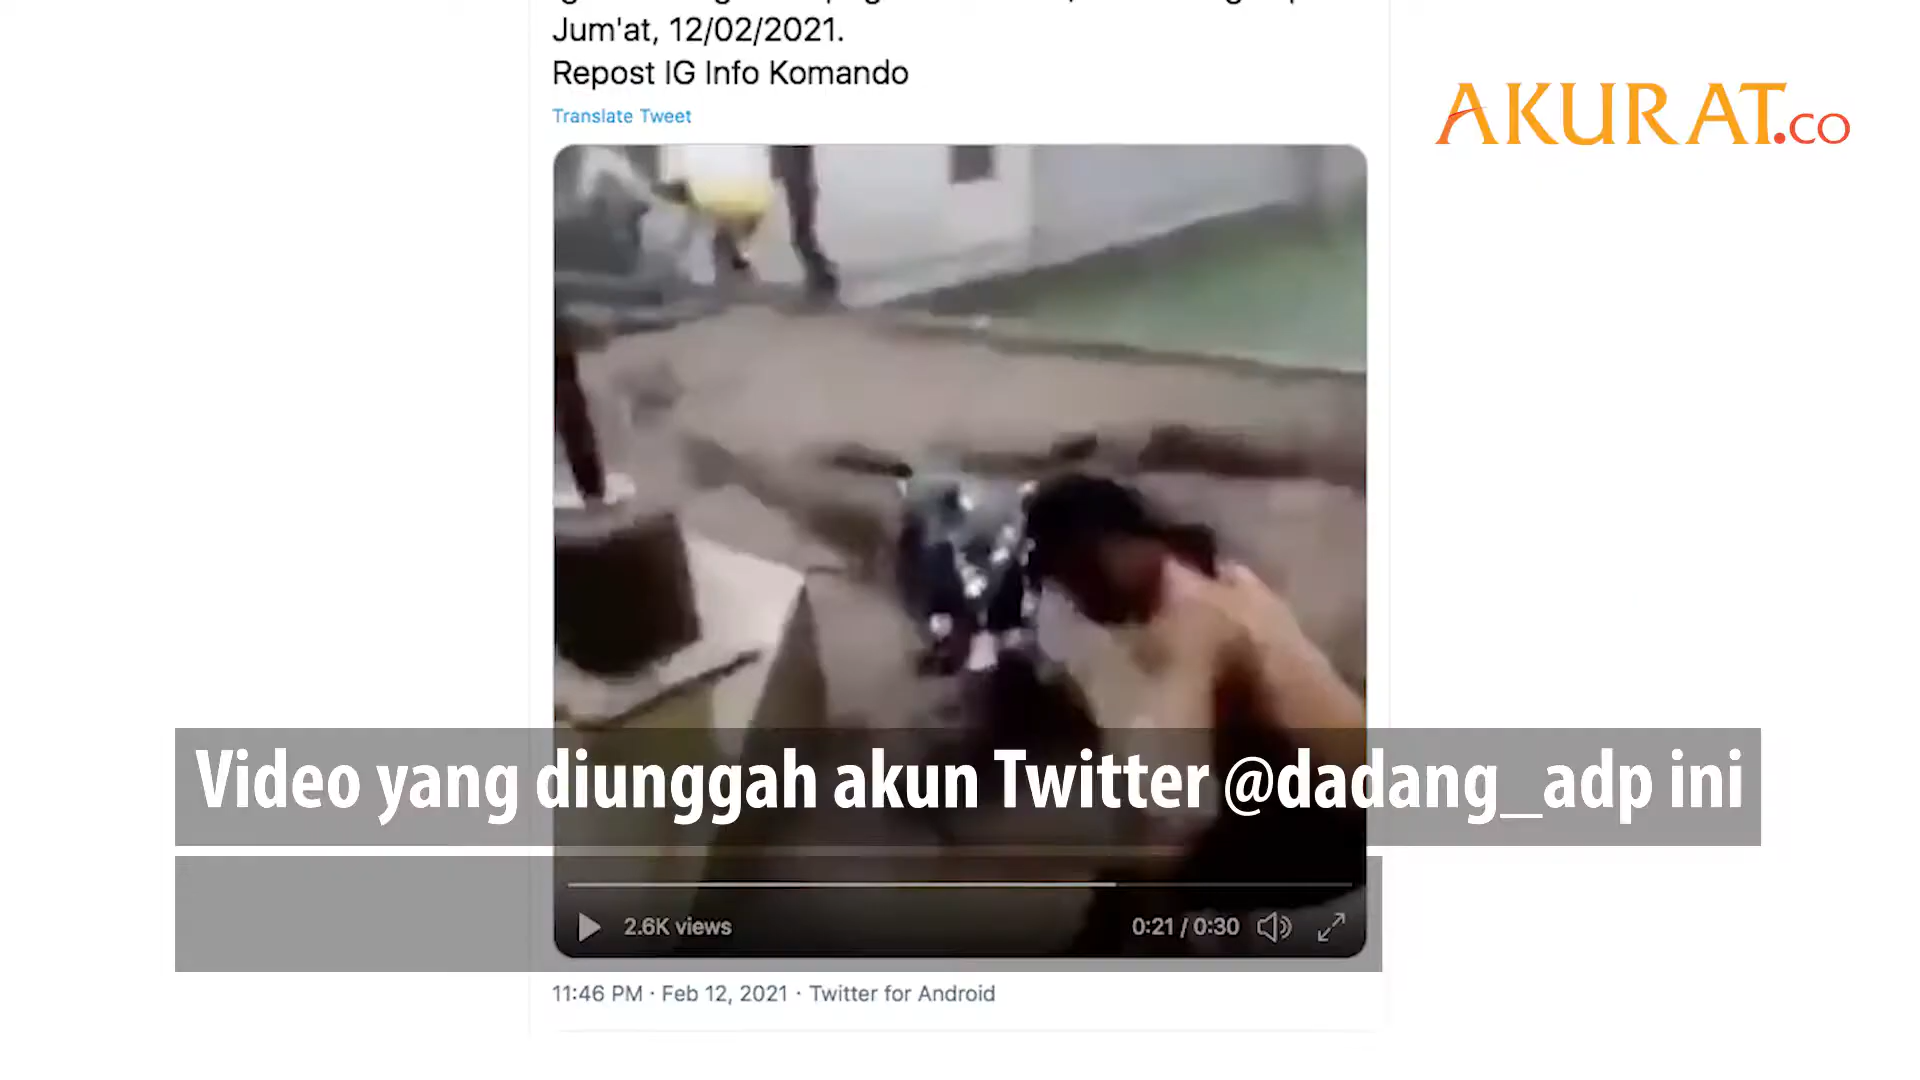 Jum'at, 12/02/2021.
Repost IG Info Komando
Translate Tweet
AKURAT.CO
Video yang diunggah akun Twitter @dadang_adp ini
2.6K views
0:21 / 0:30
11:46 PM · Feb 12, 2021 · Twitter for Android